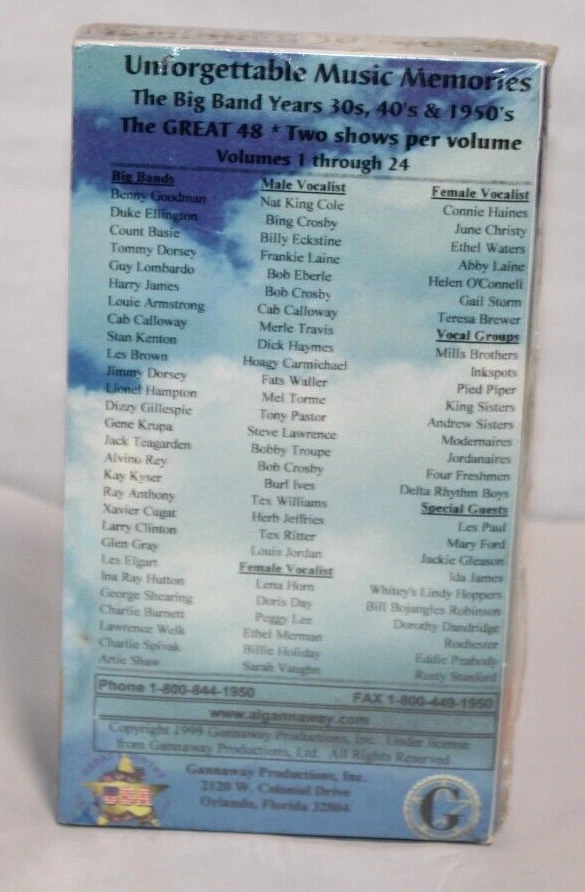 Unforgettable Music Memories
The Big Band Years 30s, 40's & 1950's
The GREAT 48 * Two shows per volume
Volumes 1 through 24
Big Bands
Benny Goodman
Duke Ellington
Count Basie
Tommy Dorsey
Guy Lombardo
Harry James
Louie Armstrong
Cab Calloway
Stan Kenton
Les Brown
Jimmy Dorsey
Lionel Hampton
Dizzy Gillespie
Gene Krupa
Jack Teagarden
Alvino Rey
Kay Kyser
Ray Anthony
Xavier Cugat
Larry Clinton
Glen Gray
Les Elgart
Ina Ray Hutton
George Shearing
Charlie Barnett
Lawrence Welk
Charlie Spivak
Artie Shaw
Male Vocalist
Nat King Cole
Bing Crosby
Billy Eckstine
Frankie Laine
Bob Eberle
Bob Crosby
Cab Calloway
Merle Travis
Dick Haymes
Hoagy Carmichael
Fats Waller
Mel Torme
Tony Pastor
Steve Lawrence
Bobby Troupe
Bob Crosby
Burl Ives
Tex Williams
Herb Jeffries
Tex Ritter
Louis Jordan
Female Vocalist
Lena Horn
Doris Day
Peggy Lee
Ethel Merman
Billie Holiday
Sarah Vaughn
Female Vocalist
Connie Haines
June Christy
Ethel Waters
Abby Laine
Helen O'Connell
Gail Storm
Teresa Brewer
Vocal Groups
Mills Brothers
Inkspots
Pied Piper
King Sisters
Andrew Sisters
Modernaires
Jordanaires
Four Freshmen
Delta Rhythm Boys
Special Guests
Les Paul
Mary Ford
Jackie Gleason
Ida James
Whitey's Lindy Hoppers
Bill Bojangles Robinson
Dorothy Dandridge
Rochester
Eddie Peabody
Rusty Stanford
Phone 1-800-844-1950
FAX 1-800-449-1950
www.algannaway.com
Copyright 1999 Gannaway Productions, Inc. Under license
from Gannaway Productions, Ltd. All Rights Reserved
Gannaway Productions, Inc.
2120 W. Colonial Drive
Orlando, Florida 32804
USA
G